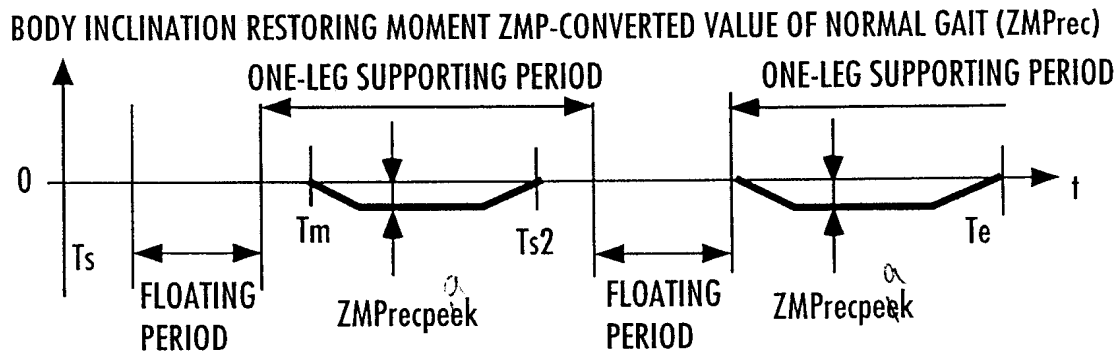 BODY INCLINATION RESTORING MOMENT ZMP-CONVERTED VALUE OF NORMAL GAIT (ZMPrec)
ONE-LEG SUPPORTING PERIOD
ONE-LEG SUPPORTING PERIOD
0
t
Ts
Tm
Ts2
Te
FLOATING
PERIOD
a
ZMPrecpeek
FLOATING
PERIOD
a
ZMPrecpeek